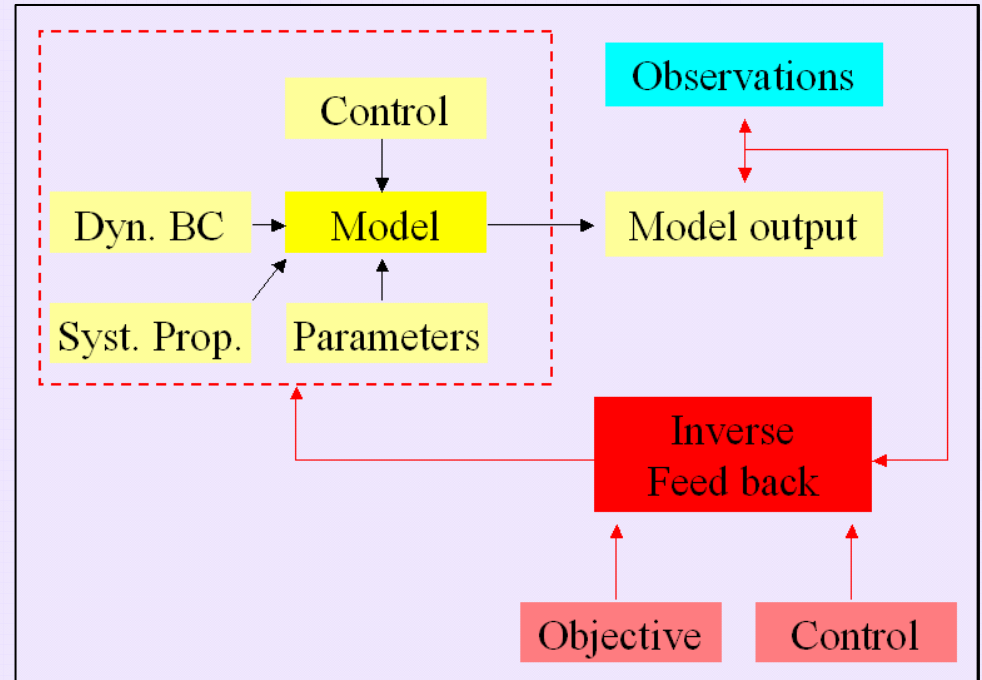 Observations
Control
Dyn. BC
Model
Model output
Syst. Prop.
Parameters
Inverse
Feed back
Objective
Control